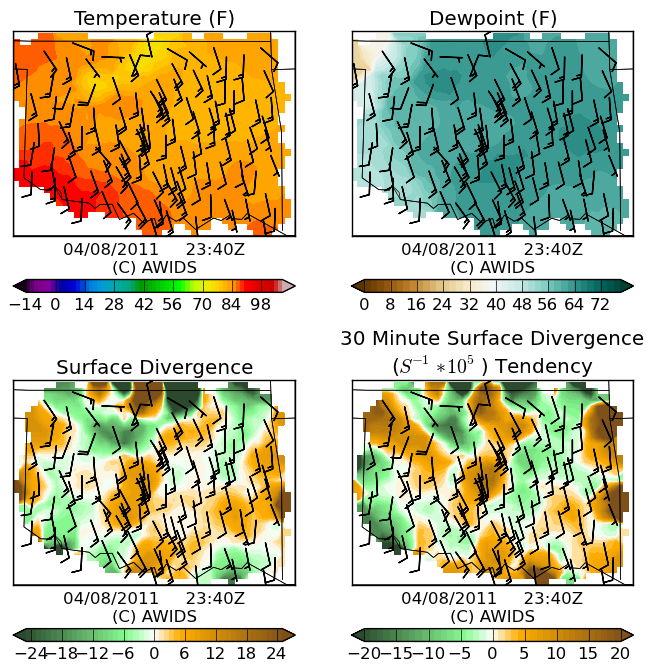 Temperature (F)
Dewpoint (F)
04/08/2011 23:40Z
(C) AWIDS
04/08/2011 23:40Z
(C) AWIDS
−14 0 14 28 42 56 70 84 98
0 8 16 24 32 40 48 56 64 72
Surface Divergence
30 Minute Surface Divergence
(S⁻¹ *10⁵ ) Tendency
04/08/2011 23:40Z
(C) AWIDS
04/08/2011 23:40Z
(C) AWIDS
−24 −18 −12 −6 0 6 12 18 24
−20 −15 −10 −5 0 5 10 15 20